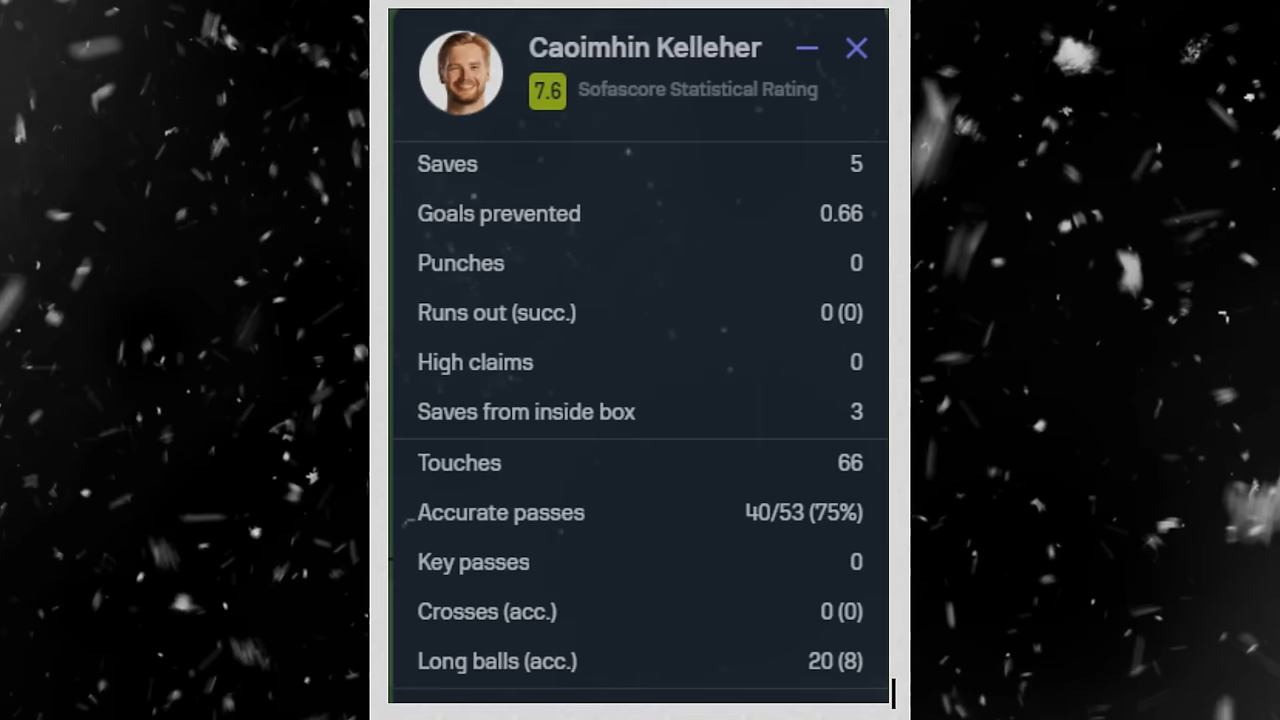 Caoimhin Kelleher
7.6 Sofascore Statistical Rating
Saves 5
Goals prevented 0.66
Punches 0
Runs out (succ.) 0 (0)
High claims 0
Saves from inside box 3
Touches 66
Accurate passes 40/53 (75%)
Key passes 0
Crosses (acc.) 0 (0)
Long balls (acc.) 20 (8)